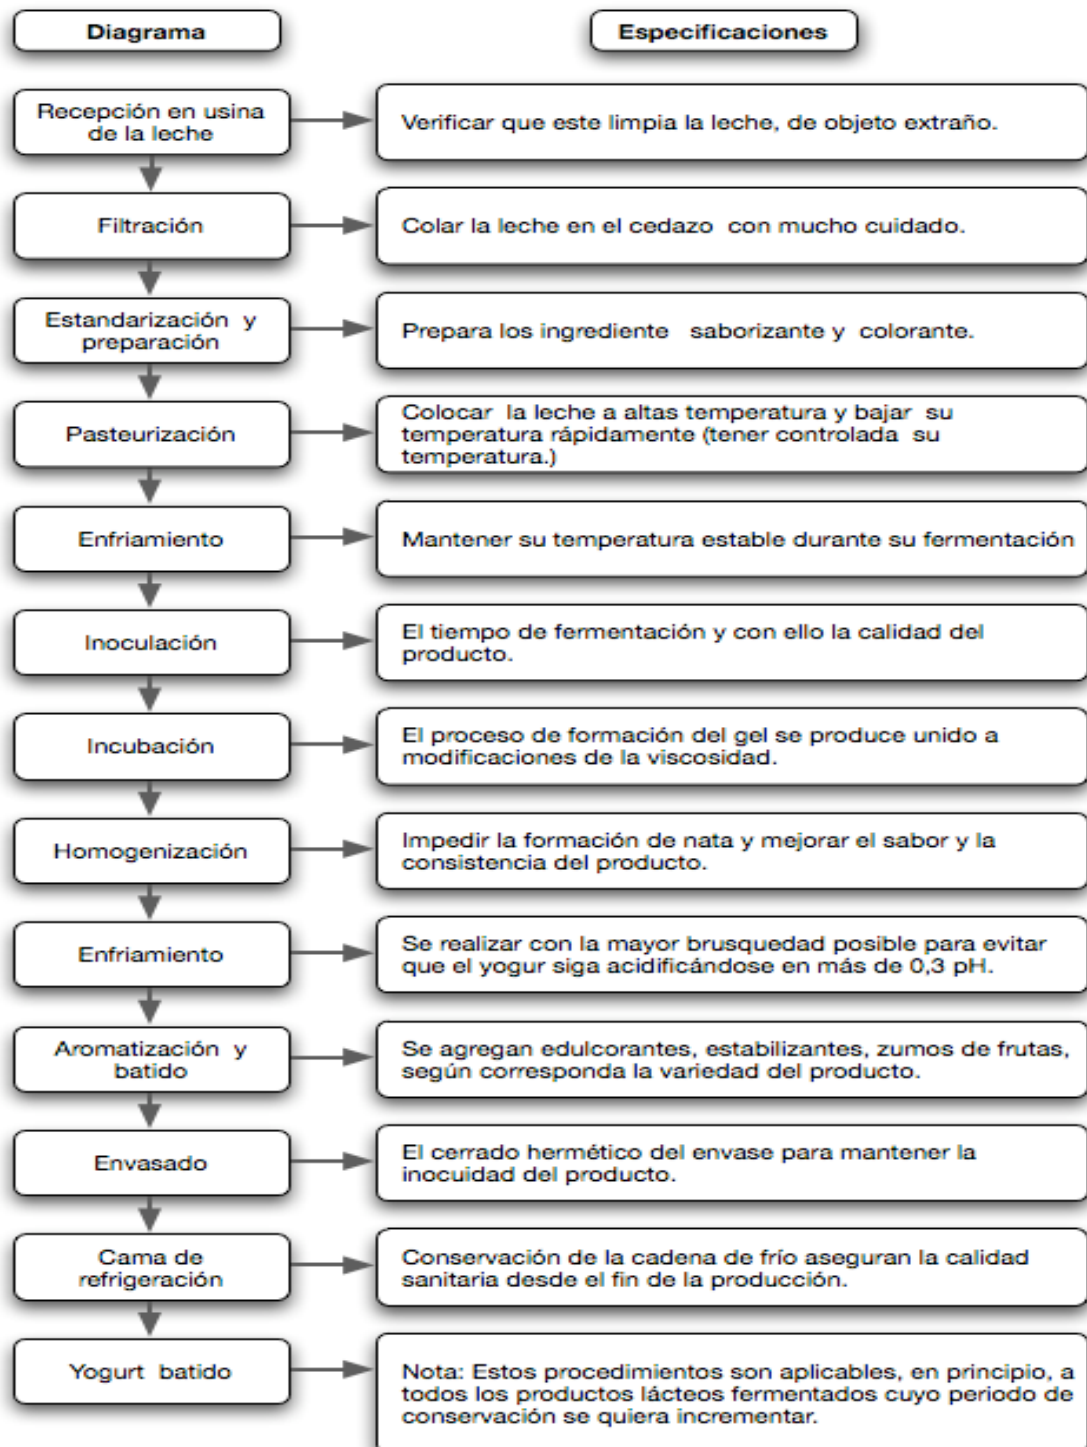 Diagrama
Especificaciones
Recepción en usina
de la leche
Verificar que este limpia la leche, de objeto extraño.
Filtración
Colar la leche en el cedazo con mucho cuidado.
Estandarización y
preparación
Prepara los ingrediente saborizante y colorante.
Pasteurización
Colocar la leche a altas temperatura y bajar su
temperatura rápidamente (tener controlada su
temperatura.)
Enfriamiento
Mantener su temperatura estable durante su fermentación
Inoculación
El tiempo de fermentación y con ello la calidad del
producto.
Incubación
El proceso de formación del gel se produce unido a
modificaciones de la viscosidad.
Homogenización
Impedir la formación de nata y mejorar el sabor y la
consistencia del producto.
Enfriamiento
Se realizar con la mayor brusquedad posible para evitar
que el yogur siga acidificándose en más de 0,3 pH.
Aromatización y
batido
Se agregan edulcorantes, estabilizantes, zumos de frutas,
según corresponda la variedad del producto.
Envasado
El cerrado hermético del envase para mantener la
inocuidad del producto.
Cama de
refrigeración
Conservación de la cadena de frío aseguran la calidad
sanitaria desde el fin de la producción.
Yogurt batido
Nota: Estos procedimientos son aplicables, en principio, a
todos los productos lácteos fermentados cuyo periodo de
conservación se quiera incrementar.